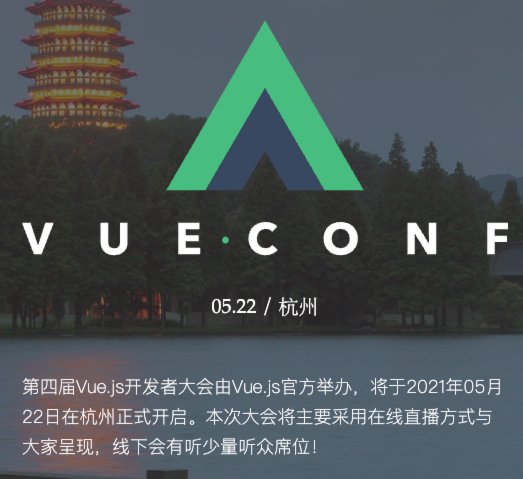 VUE·CONF
05.22 / 杭州
第四届Vue.js开发者大会由Vue.js官方举办，将于2021年05月
22日在杭州正式开启。本次大会将主要采用在线直播方式与
大家呈现，线下会有听少量听众席位！